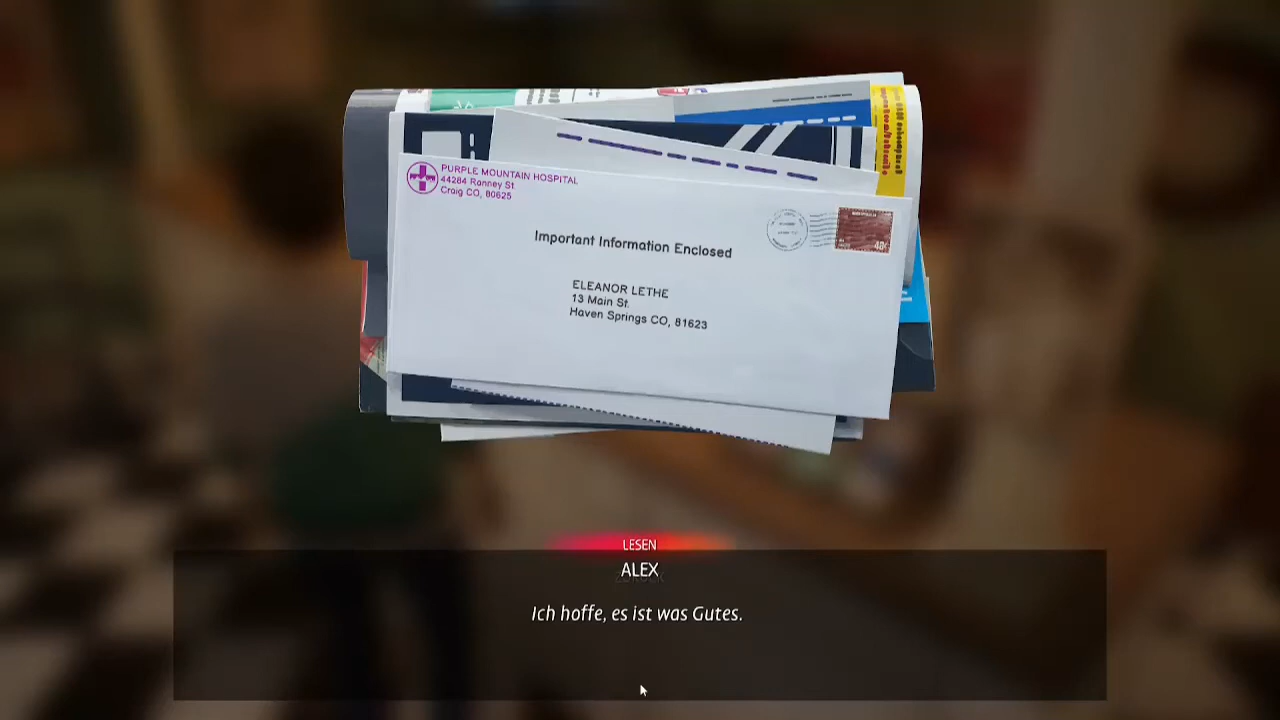 PURPLE MOUNTAIN HOSPITAL
44284 Ranney St.
Craig CO, 80625
48¢
Important Information Enclosed
ELEANOR LETHE
13 Main St.
Haven Springs CO, 81623
LESEN
ALEX
Ich hoffe, es ist was Gutes.